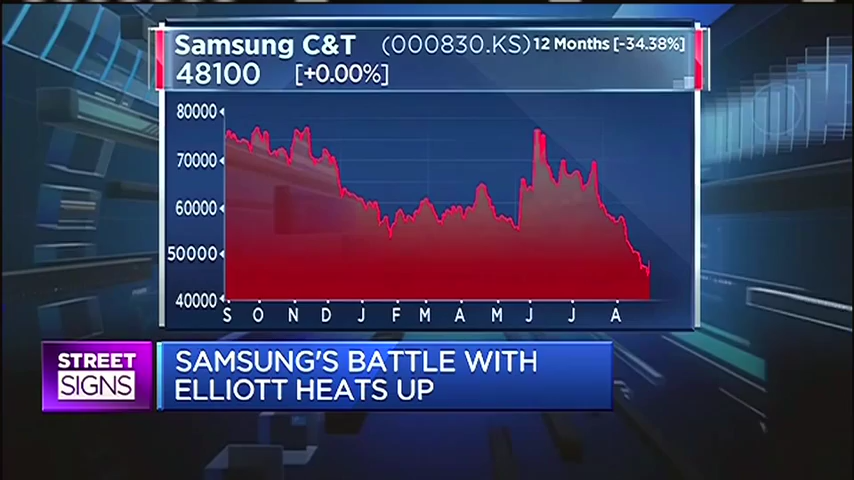 Samsung C&T (000830.KS) 12 Months [-34.38%]
48100 [+0.00%]
80000
70000
60000
50000
40000
S O N D J F M A M J J A
STREET
SIGNS
SAMSUNG'S BATTLE WITH
ELLIOTT HEATS UP